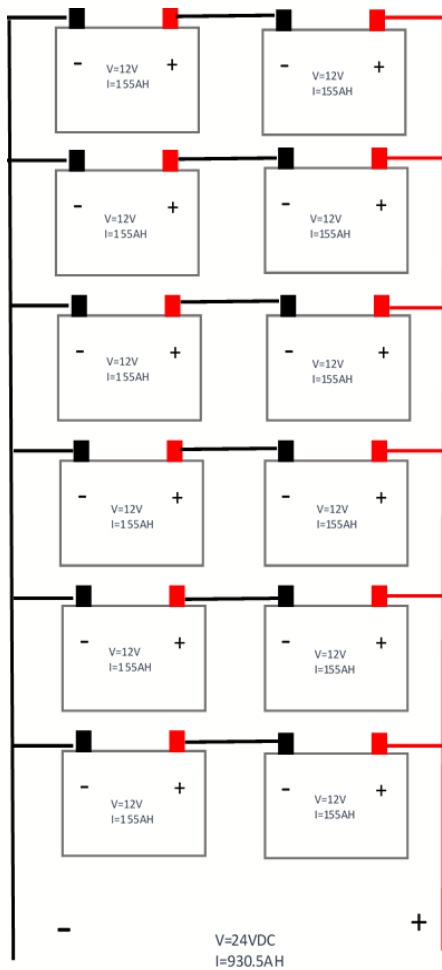 - +
V=12V
I=155AH
- +
V=12V
I=155AH
- +
V=12V
I=155AH
- +
V=12V
I=155AH
- +
V=12V
I=155AH
- +
V=12V
I=155AH
- +
V=12V
I=155AH
- +
V=12V
I=155AH
- +
V=12V
I=155AH
- +
V=12V
I=155AH
- +
V=12V
I=155AH
- +
V=12V
I=155AH
- +
V=24VDC
I=930.5AH